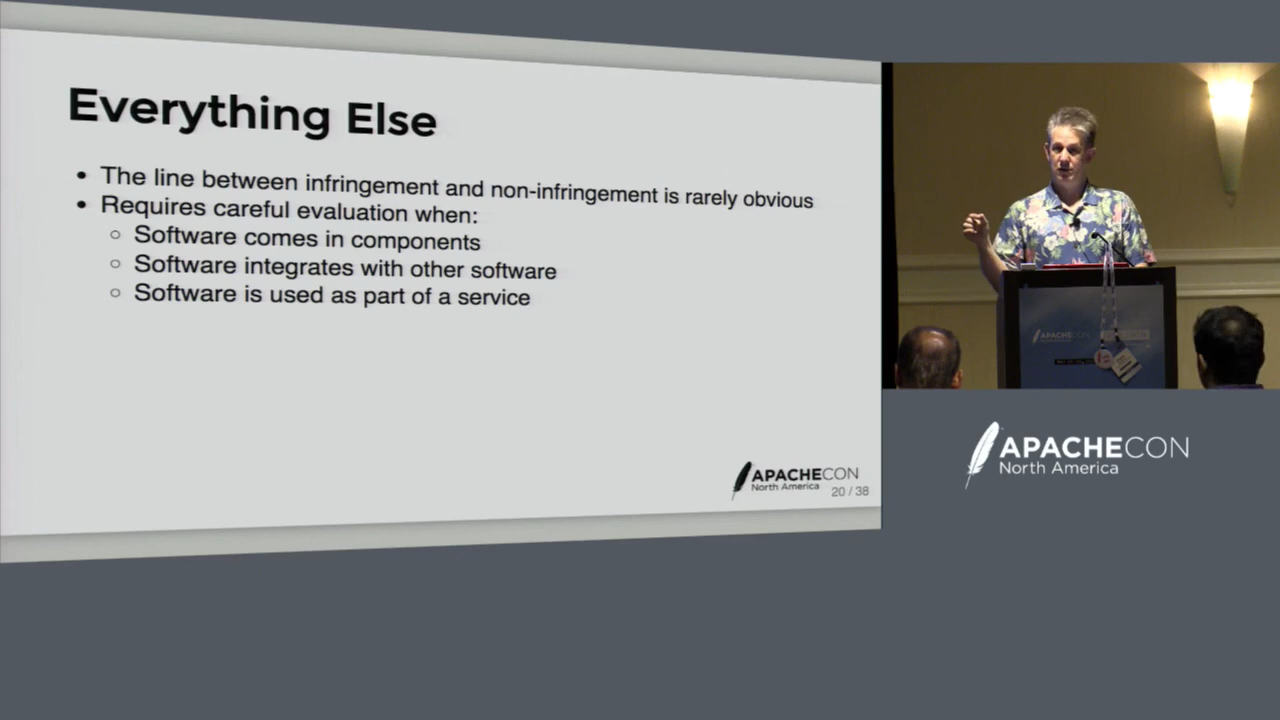 Everything Else
• The line between infringement and non-infringement is rarely obvious
• Requires careful evaluation when:
○ Software comes in components
○ Software integrates with other software
○ Software is used as part of a service
APACHECON
North America
20 / 38
APACHECON
APACHECON
North America